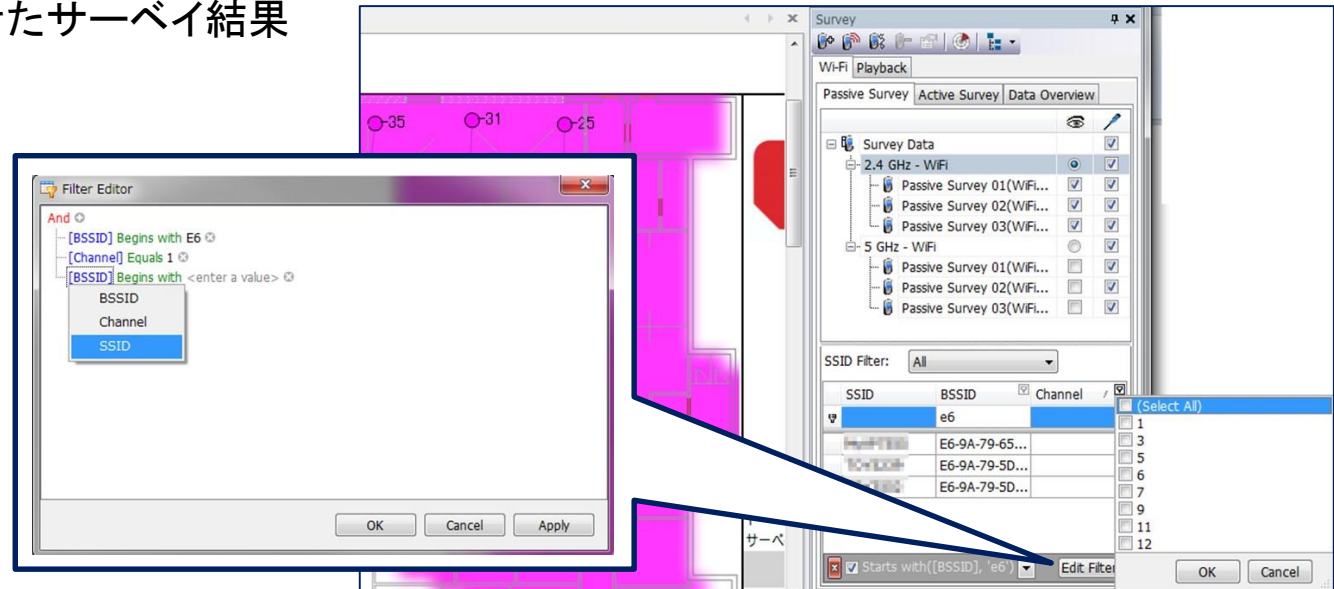 たサーベイ結果
Survey
Wi-Fi Playback
Passive Survey Active Survey Data Overview
Survey Data
2.4 GHz - WiFi
Passive Survey 01(WiFi...
Passive Survey 02(WiFi...
Passive Survey 03(WiFi...
5 GHz - WiFi
Passive Survey 01(WiFi...
Passive Survey 02(WiFi...
Passive Survey 03(WiFi...
SSID Filter: All
SSID BSSID Channel
e6
E6-9A-79-65...
E6-9A-79-5D...
E6-9A-79-5D...
Starts with([BSSID], 'e6') Edit Filter
(Select All)
1
3
5
6
7
9
11
12
OK Cancel
-35 -31 -25
サーベ
Filter Editor
And
[BSSID] Begins with E6
[Channel] Equals 1
[BSSID] Begins with <enter a value>
BSSID
Channel
SSID
OK Cancel Apply